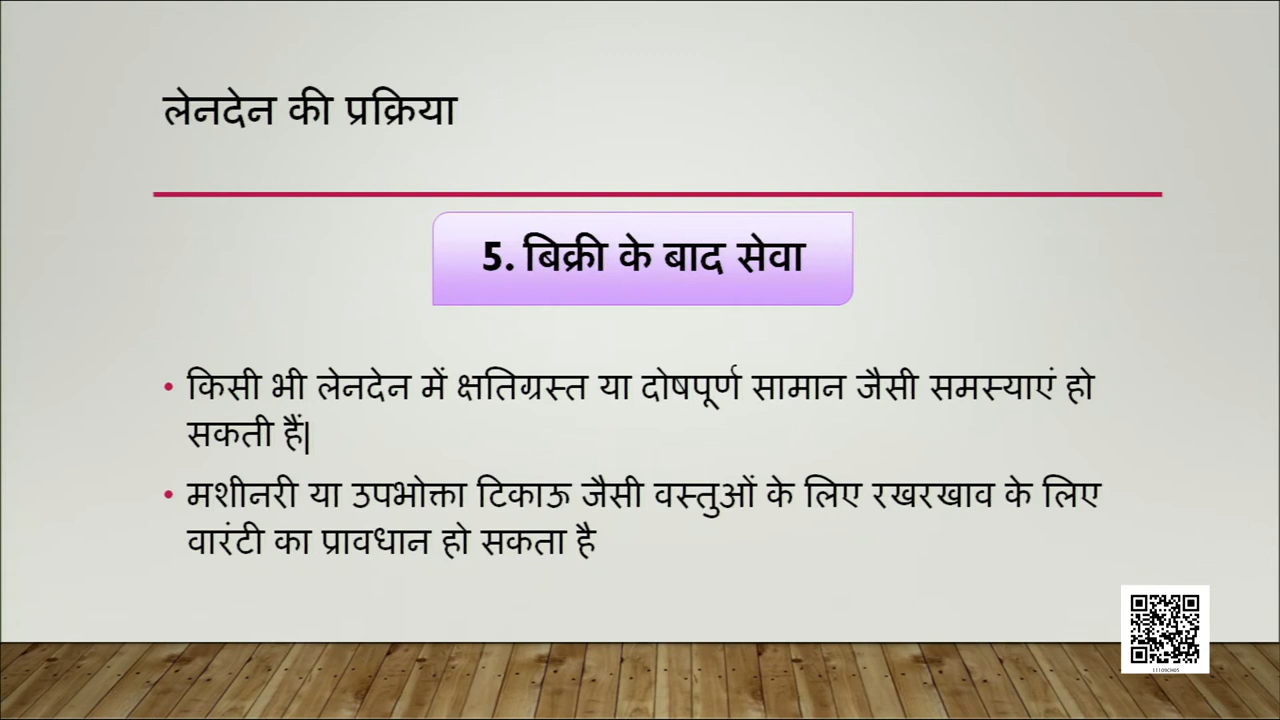 लेनदेन की प्रक्रिया
5. बिक्री के बाद सेवा
• किसी भी लेनदेन में क्षतिग्रस्त या दोषपूर्ण सामान जैसी समस्याएं हो
सकती हैं|
• मशीनरी या उपभोक्ता टिकाऊ जैसी वस्तुओं के लिए रखरखाव के लिए
वारंटी का प्रावधान हो सकता है